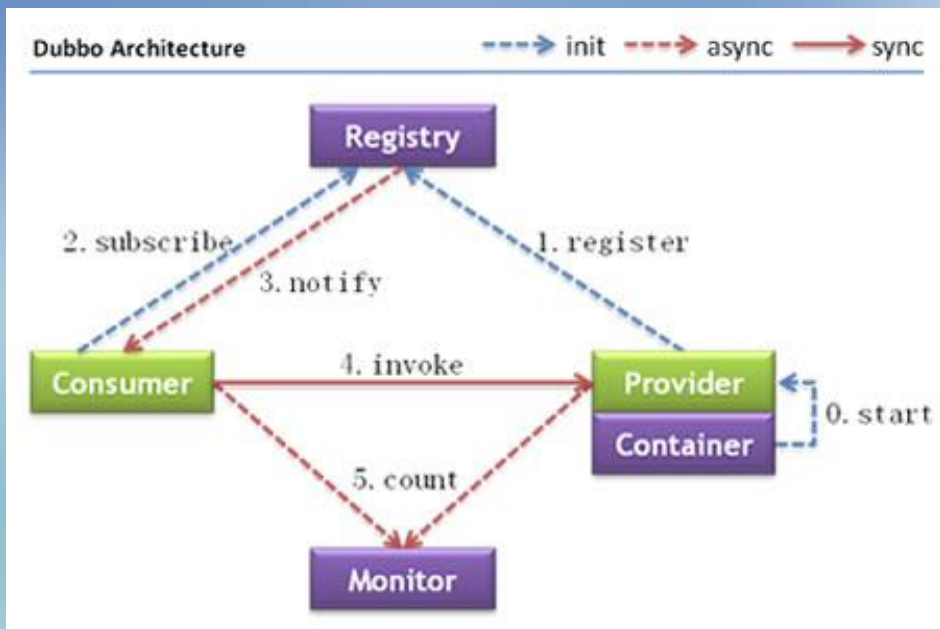 Dubbo Architecture
init
async
sync
Registry
2. subscribe
1. register
3. notify
Consumer
4. invoke
Provider
0. start
Container
5. count
Monitor